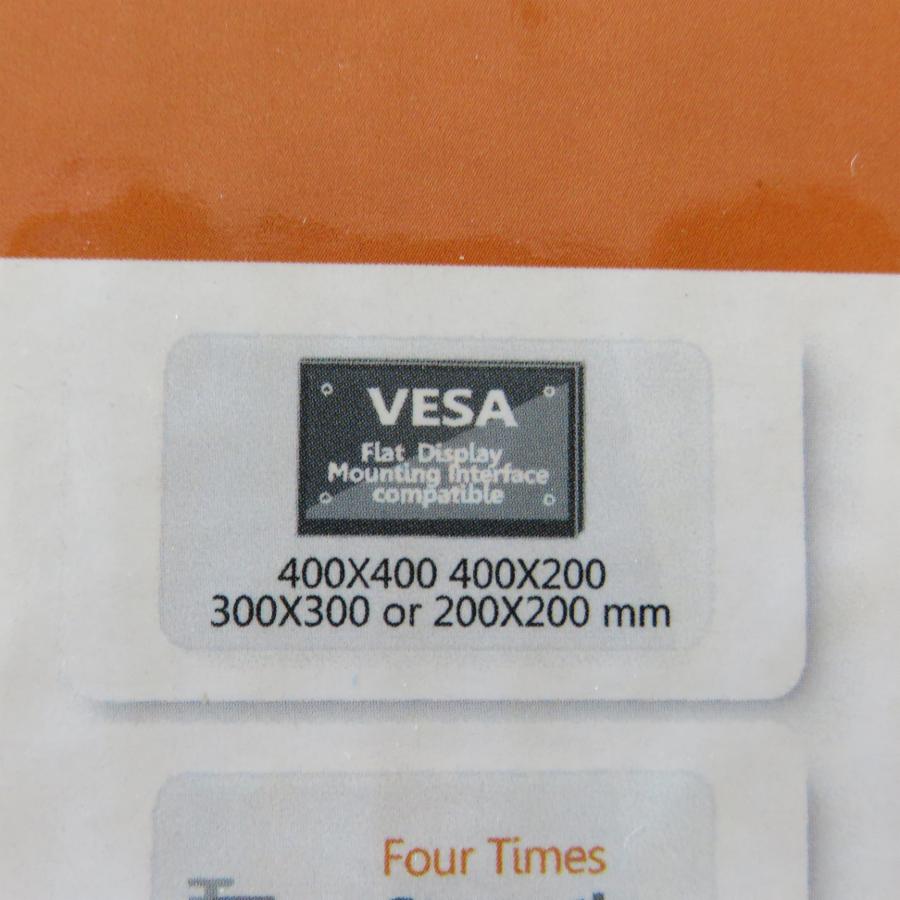 VESA
Flat Display
Mounting Interface
compatible
400X400 400X200
300X300 or 200X200 mm
Four Times